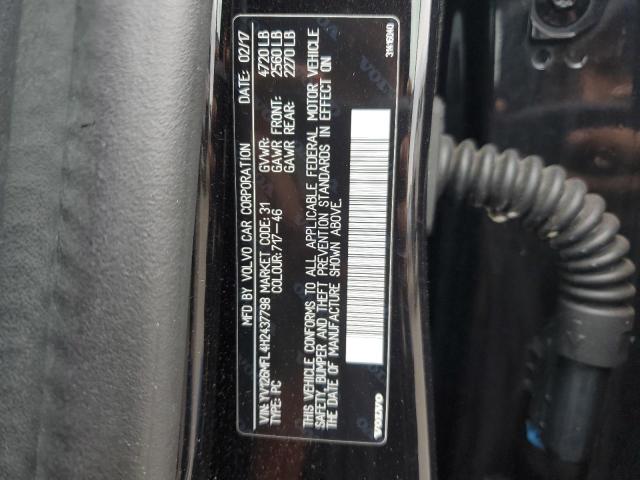 MFD BY VOLVO CAR CORPORATION DATE: 02/17
VIN: YV126MFL4H2437798 MARKET CODE: 31 GVWR: 4720 LB
TYPE: PC COLOUR: 717-46 GAWR FRONT: 2560 LB
GAWR REAR: 2270 LB
THIS VEHICLE CONFORMS TO ALL APPLICABLE FEDERAL MOTOR VEHICLE
SAFETY, BUMPER AND THEFT PREVENTION STANDARDS IN EFFECT ON
THE DATE OF MANUFACTURE SHOWN ABOVE.
VOLVO
31416040